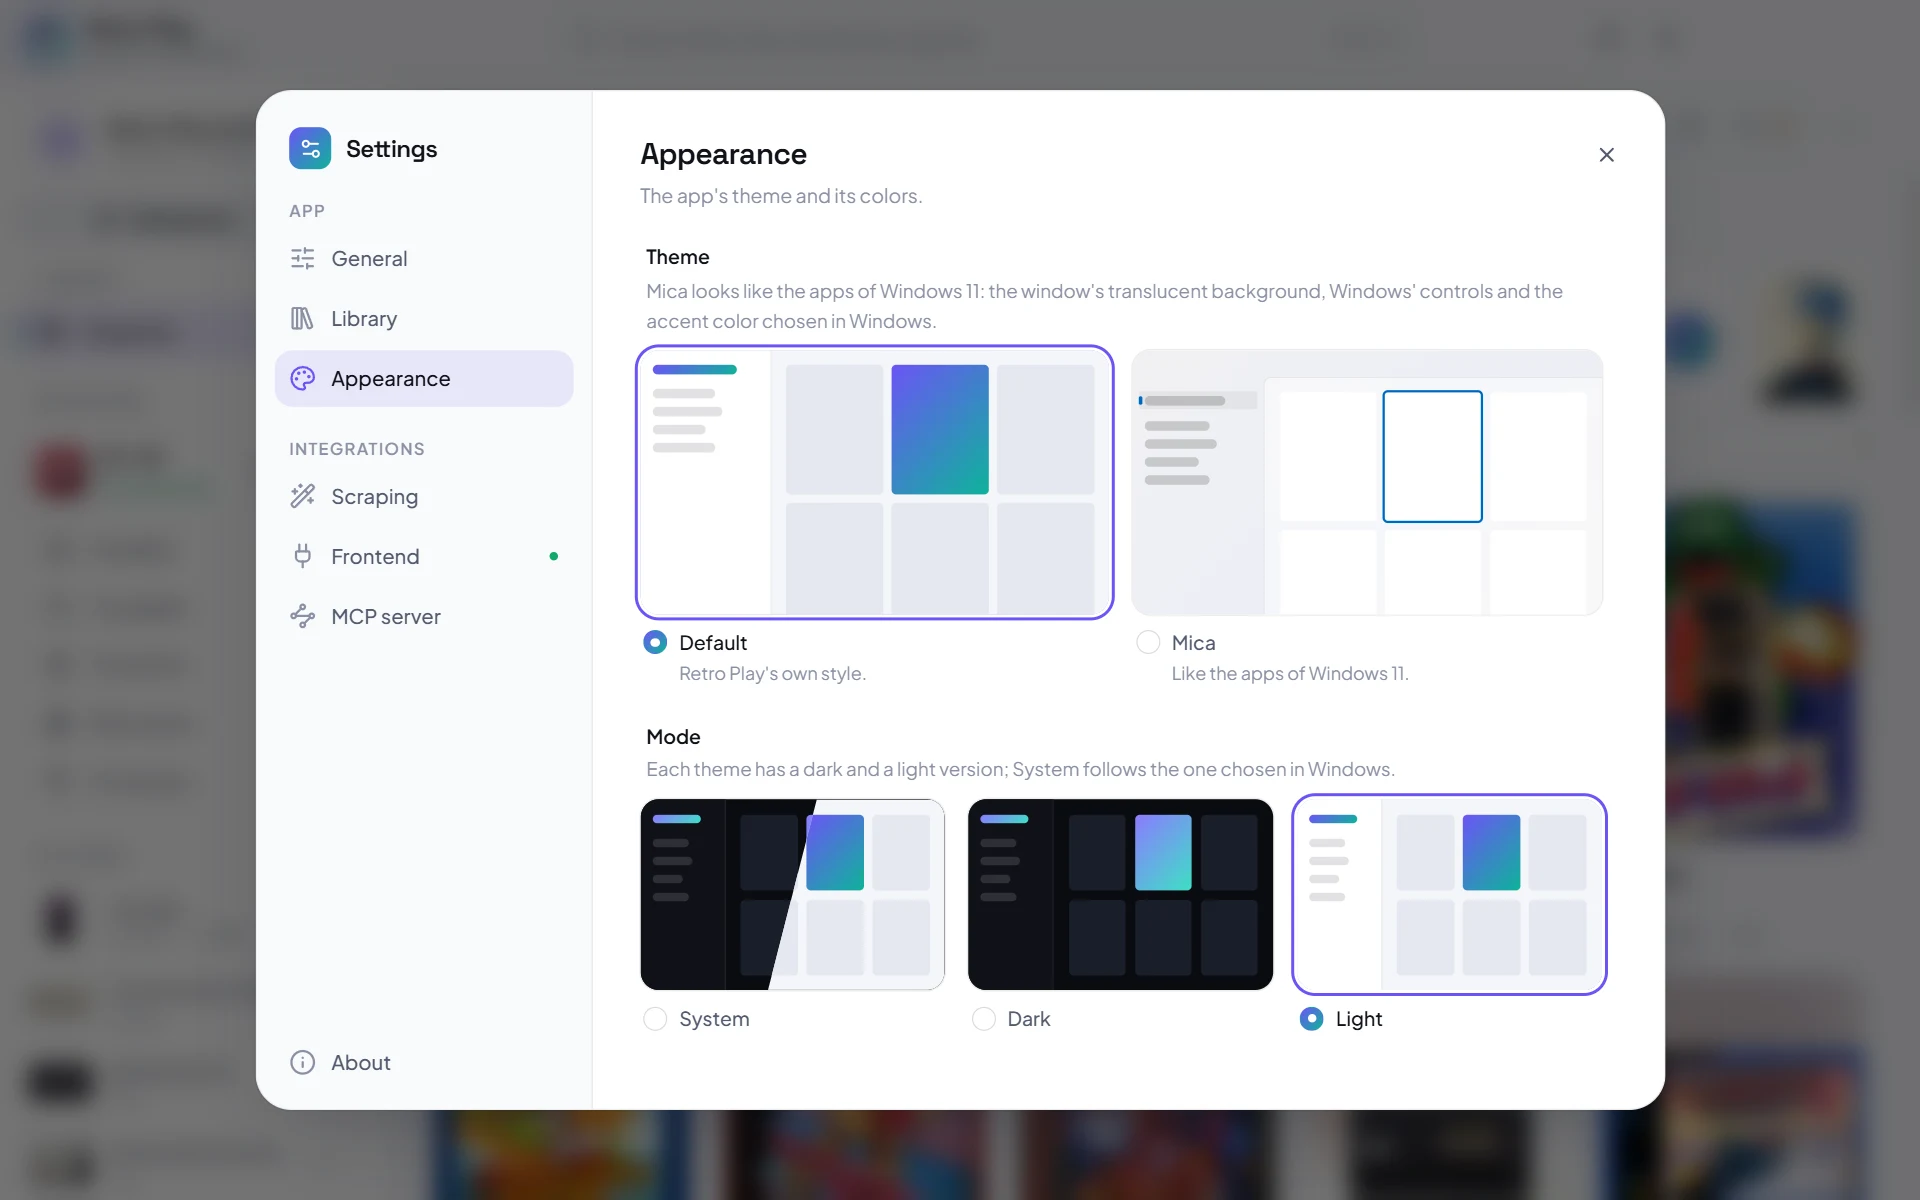 Settings
APP
General
Library
Appearance
INTEGRATIONS
Scraping
Frontend
MCP server
About
Appearance
The app's theme and its colors.
Theme
Mica looks like the apps of Windows 11: the window's translucent background, Windows' controls and the
accent color chosen in Windows.
Default
Retro Play's own style.
Mica
Like the apps of Windows 11.
Mode
Each theme has a dark and a light version; System follows the one chosen in Windows.
System
Dark
Light